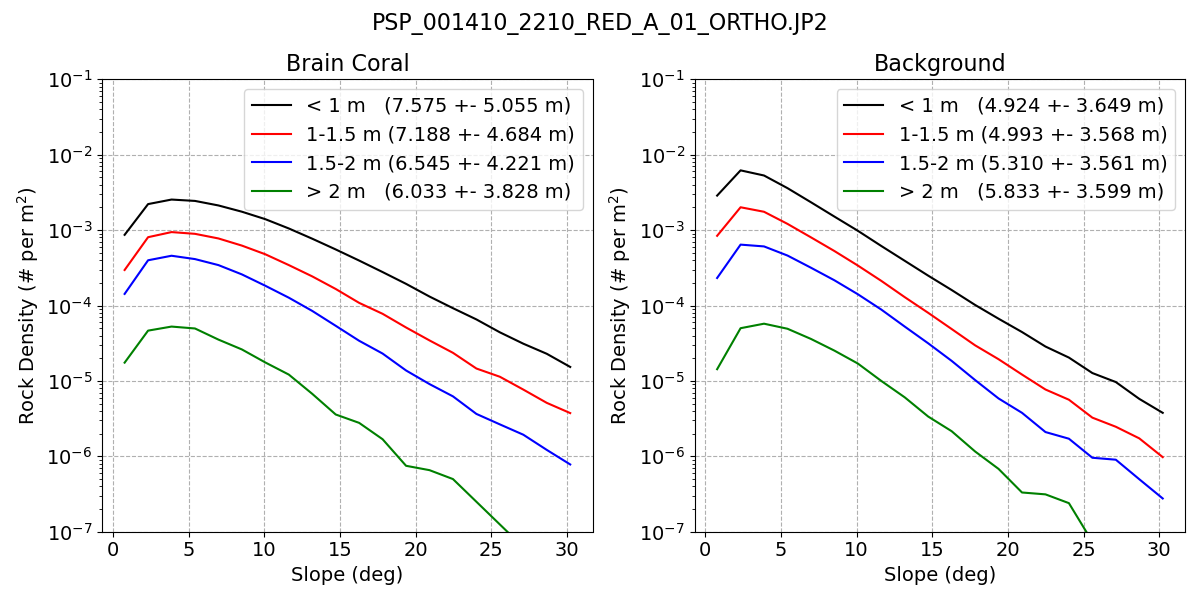 PSP_001410_2210_RED_A_01_ORTHO.JP2
Brain Coral
< 1 m (7.575 +- 5.055 m)
1-1.5 m (7.188 +- 4.684 m)
1.5-2 m (6.545 +- 4.221 m)
> 2 m (6.033 +- 3.828 m)
10⁻¹
10⁻²
10⁻³
10⁻⁴
10⁻⁵
10⁻⁶
10⁻⁷
Rock Density (# per m²)
0 5 10 15 20 25 30
Slope (deg)
Background
< 1 m (4.924 +- 3.649 m)
1-1.5 m (4.993 +- 3.568 m)
1.5-2 m (5.310 +- 3.561 m)
> 2 m (5.833 +- 3.599 m)
10⁻¹
10⁻²
10⁻³
10⁻⁴
10⁻⁵
10⁻⁶
10⁻⁷
Rock Density (# per m²)
0 5 10 15 20 25 30
Slope (deg)